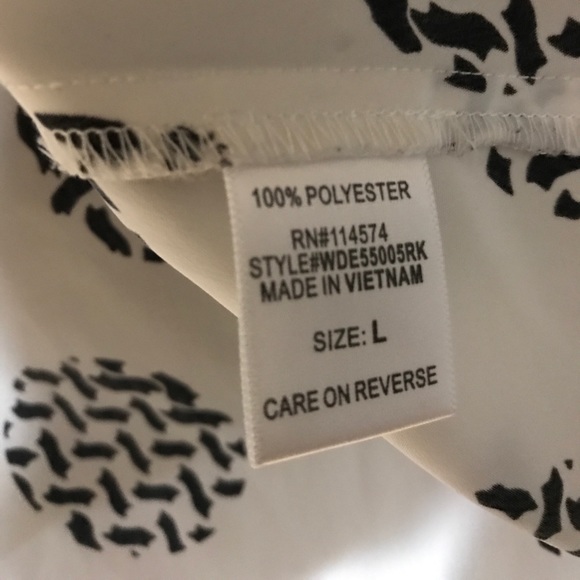 100% POLYESTER
RN#114574
STYLE#WDE55005RK
MADE IN VIETNAM
SIZE: L
CARE ON REVERSE